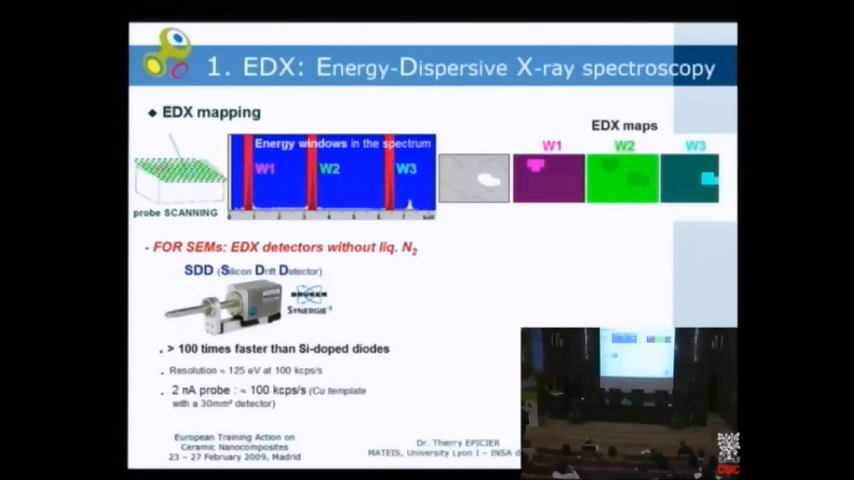 1. EDX: Energy-Dispersive X-ray spectroscopy
◆ EDX mapping
EDX maps
Energy windows in the spectrum
W1 W2 W3
W1 W2 W3
probe SCANNING
- FOR SEMs: EDX detectors without liq. N2
SDD (Silicon Drift Detector)
BRUKER
SYNERGIE4
. > 100 times faster than Si-doped diodes
. Resolution ≈ 125 eV at 100 kcps/s
. 2 nA probe : ≈ 100 kcps/s (Cu template
with a 30mm² detector)
European Training Action on
Ceramic Nanocomposites
23 – 27 February 2009, Madrid
Dr. Thierry EPICIER
MATEIS, University Lyon I – INSA d
CSIC